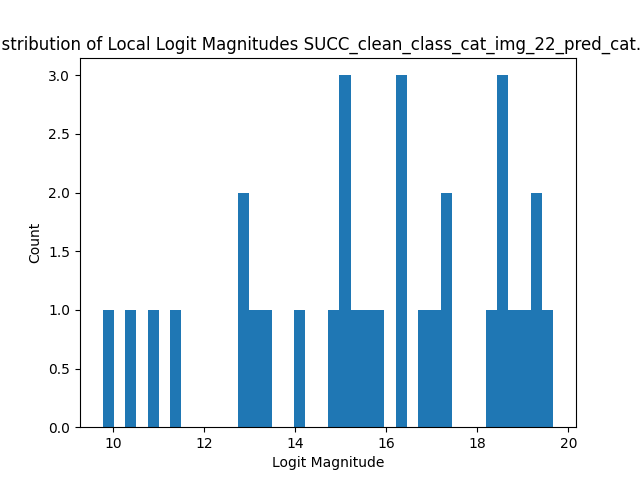 stribution of Local Logit Magnitudes SUCC_clean_class_cat_img_22_pred_cat.
3.0
2.5
2.0
1.5
1.0
0.5
0.0
Count
10 12 14 16 18 20
Logit Magnitude